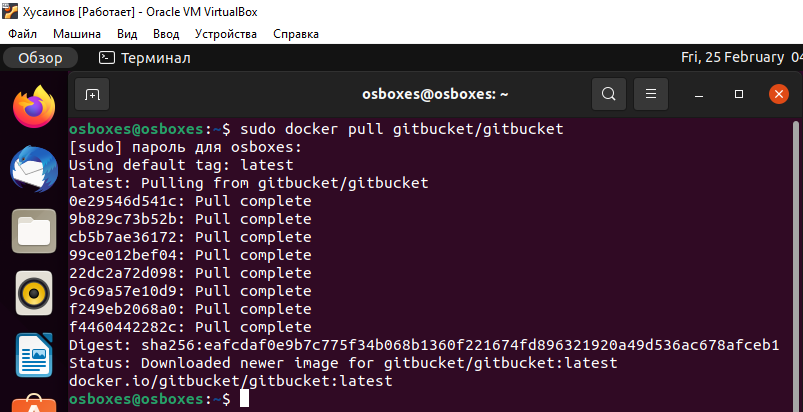 Хусаинов [Работает] - Oracle VM VirtualBox
Файл Машина Вид Ввод Устройства Справка
Обзор Терминал Fri, 25 February 04
osboxes@osboxes: ~
osboxes@osboxes:~$ sudo docker pull gitbucket/gitbucket
[sudo] пароль для osboxes:
Using default tag: latest
latest: Pulling from gitbucket/gitbucket
0e29546d541c: Pull complete
9b829c73b52b: Pull complete
cb5b7ae36172: Pull complete
99ce012bef04: Pull complete
22dc2a72d098: Pull complete
9c69a57e10d9: Pull complete
f249eb2068a0: Pull complete
f4460442282c: Pull complete
Digest: sha256:eafcdaf0e9b7c775f34b068b1360f221674fd896321920a49d536ac678afceb1
Status: Downloaded newer image for gitbucket/gitbucket:latest
docker.io/gitbucket/gitbucket:latest
osboxes@osboxes:~$